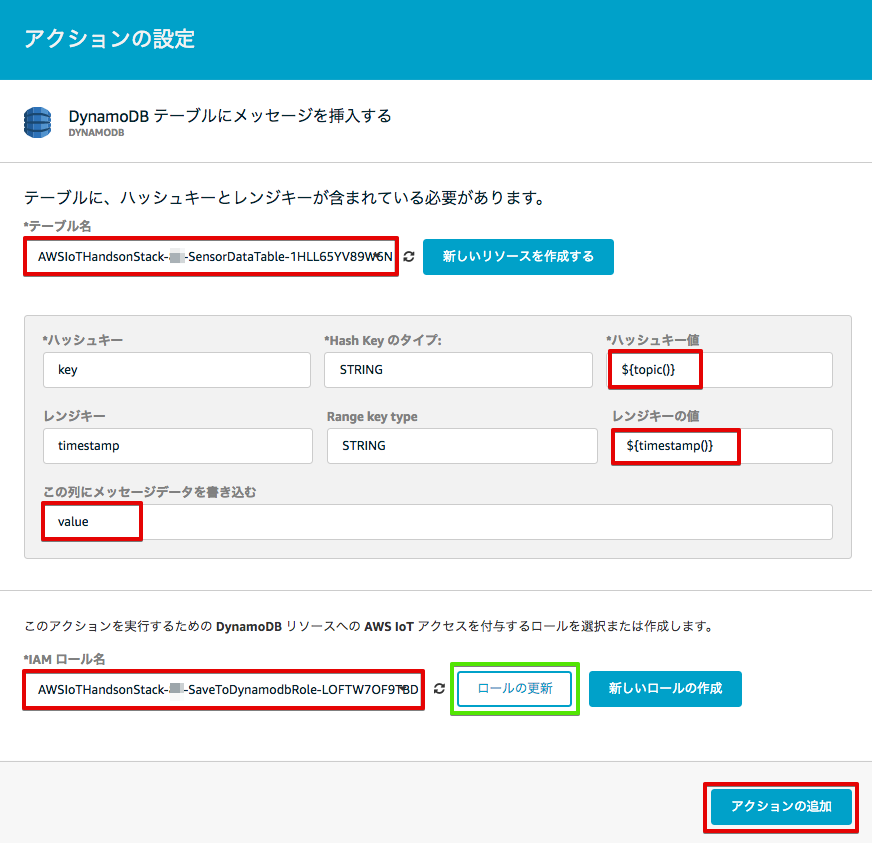 アクションの設定
DynamoDB テーブルにメッセージを挿入する
DYNAMODB
テーブルに、ハッシュキーとレンジキーが含まれている必要があります。
*テーブル名
AWSIoTHandsonStack- -SensorDataTable-1HLL65YV89W6N
新しいリソースを作成する
*ハッシュキー *Hash Key のタイプ: *ハッシュキー値
key STRING ${topic()}
レンジキー Range key type レンジキーの値
timestamp STRING ${timestamp()}
この列にメッセージデータを書き込む
value
このアクションを実行するための DynamoDB リソースへの AWS IoT アクセスを付与するロールを選択または作成します。
*IAM ロール名
AWSIoTHandsonStack- -SaveToDynamodbRole-LOFTW7OF9TBD
ロールの更新
新しいロールの作成
アクションの追加